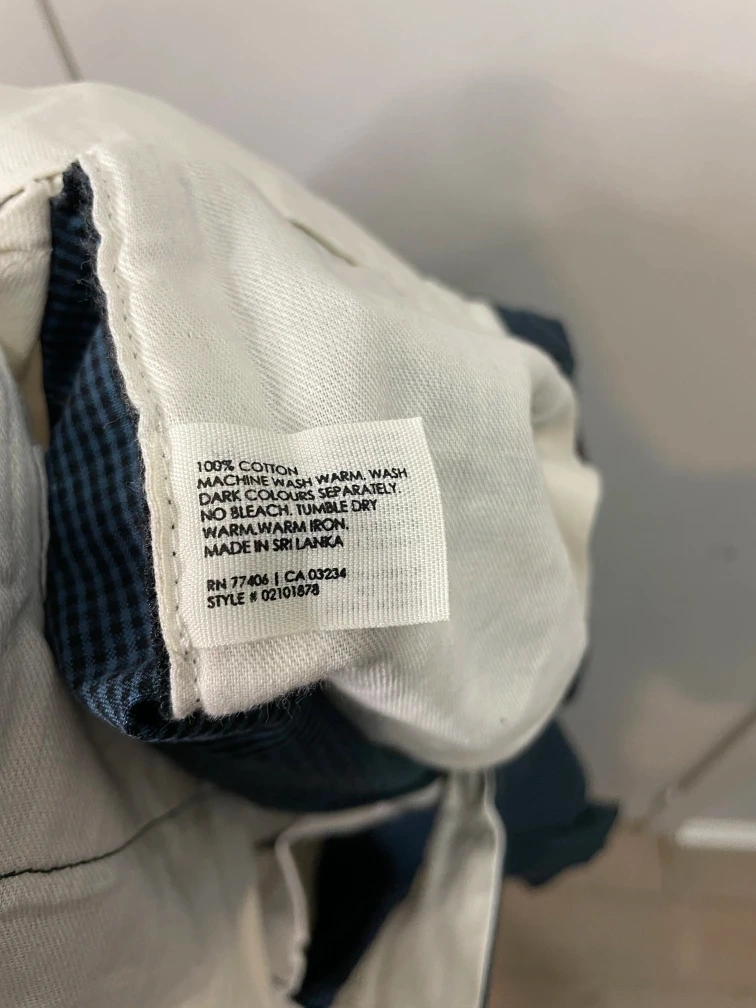 100% COTTON
MACHINE WASH WARM. WASH
DARK COLOURS SEPARATELY.
NO BLEACH. TUMBLE DRY
WARM.WARM IRON.
MADE IN SRI LANKA
RN 77406 | CA 03234
STYLE # 02101878